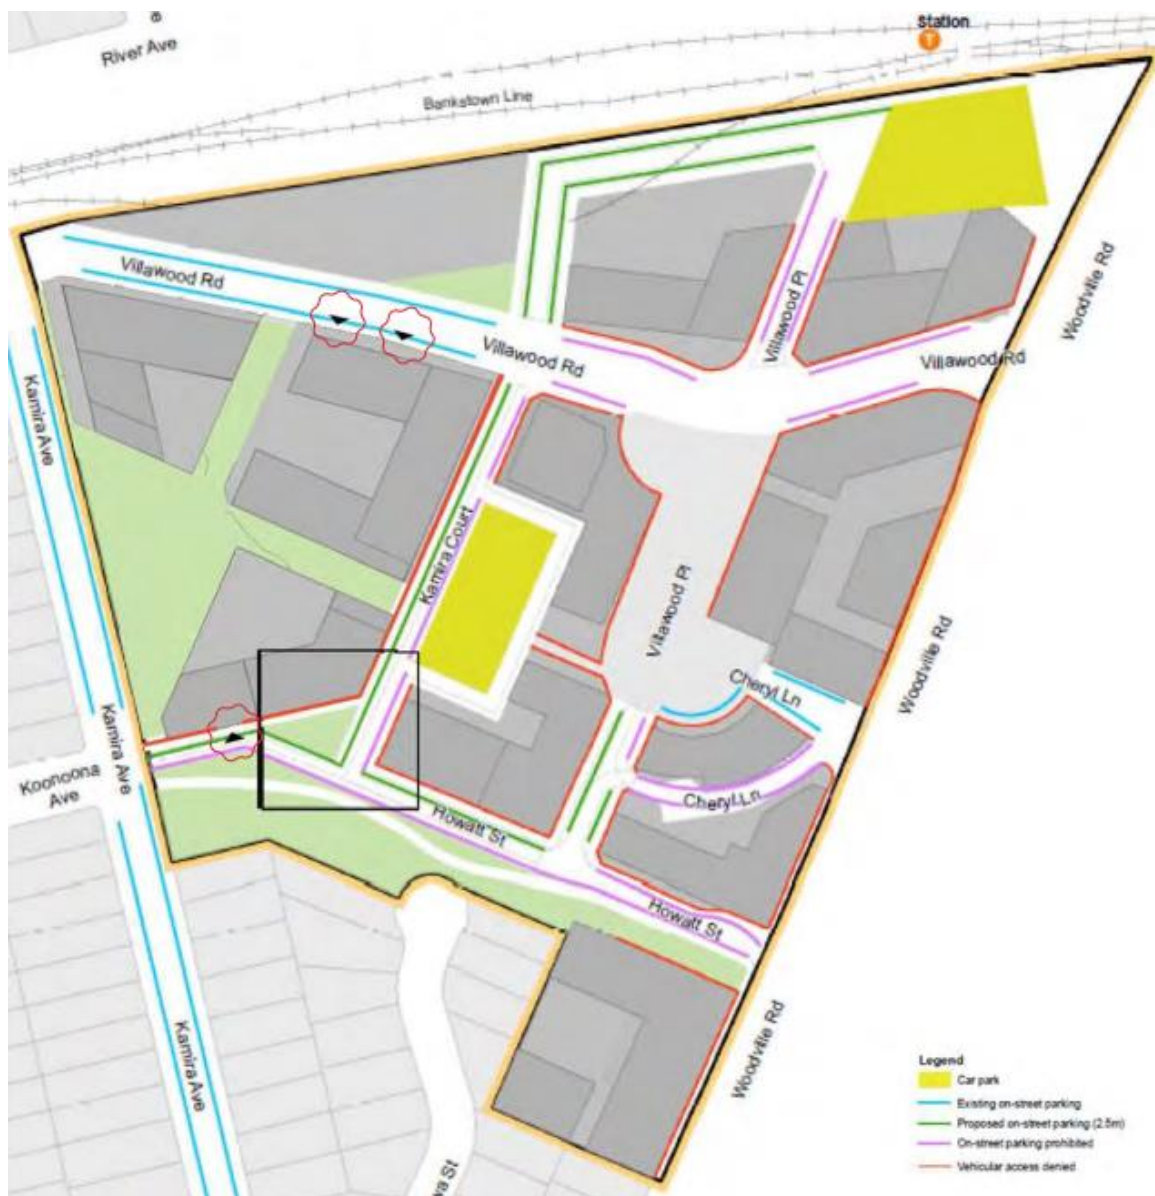 Station
T
River Ave
Bankstown Line
Villawood Rd
Villawood Rd
Villawood Pl
Villawood Rd
Woodville Rd
Kamira Ave
Kamira Court
Villawood Pl
Woodville Rd
Cheryl Ln
Cheryl Ln
Kamira Ave
Koonoona
Ave
Howatt St
Howatt St
Kamira Ave
Woodville Rd
Legend
Car park
Existing on-street parking
Proposed on-street parking (2.5m)
On-street parking prohibited
Vehicular access denied